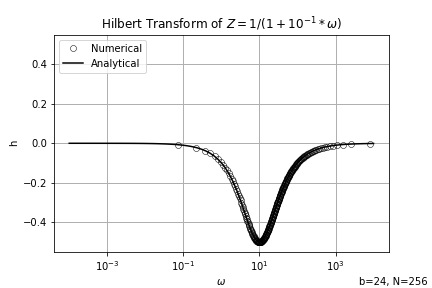 Hilbert Transform of $Z = 1/(1 + 10^{-1} * \omega)$
Numerical
Analytical
0.4
0.2
0.0
−0.2
−0.4
h
10^{-3} 10^{-1} 10^{1} 10^{3}
ω
b=24, N=256